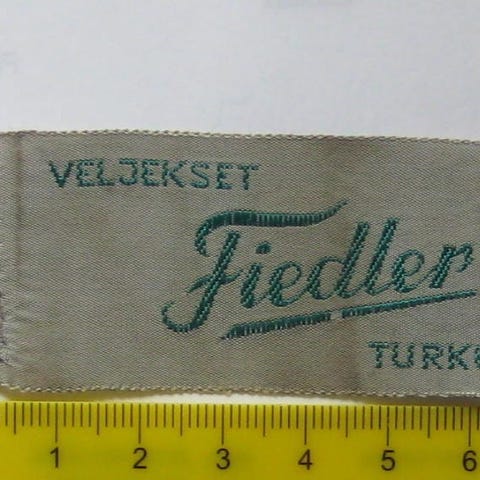 VELJEKSET
Fiedler
TURK
1 2 3 4 5 6